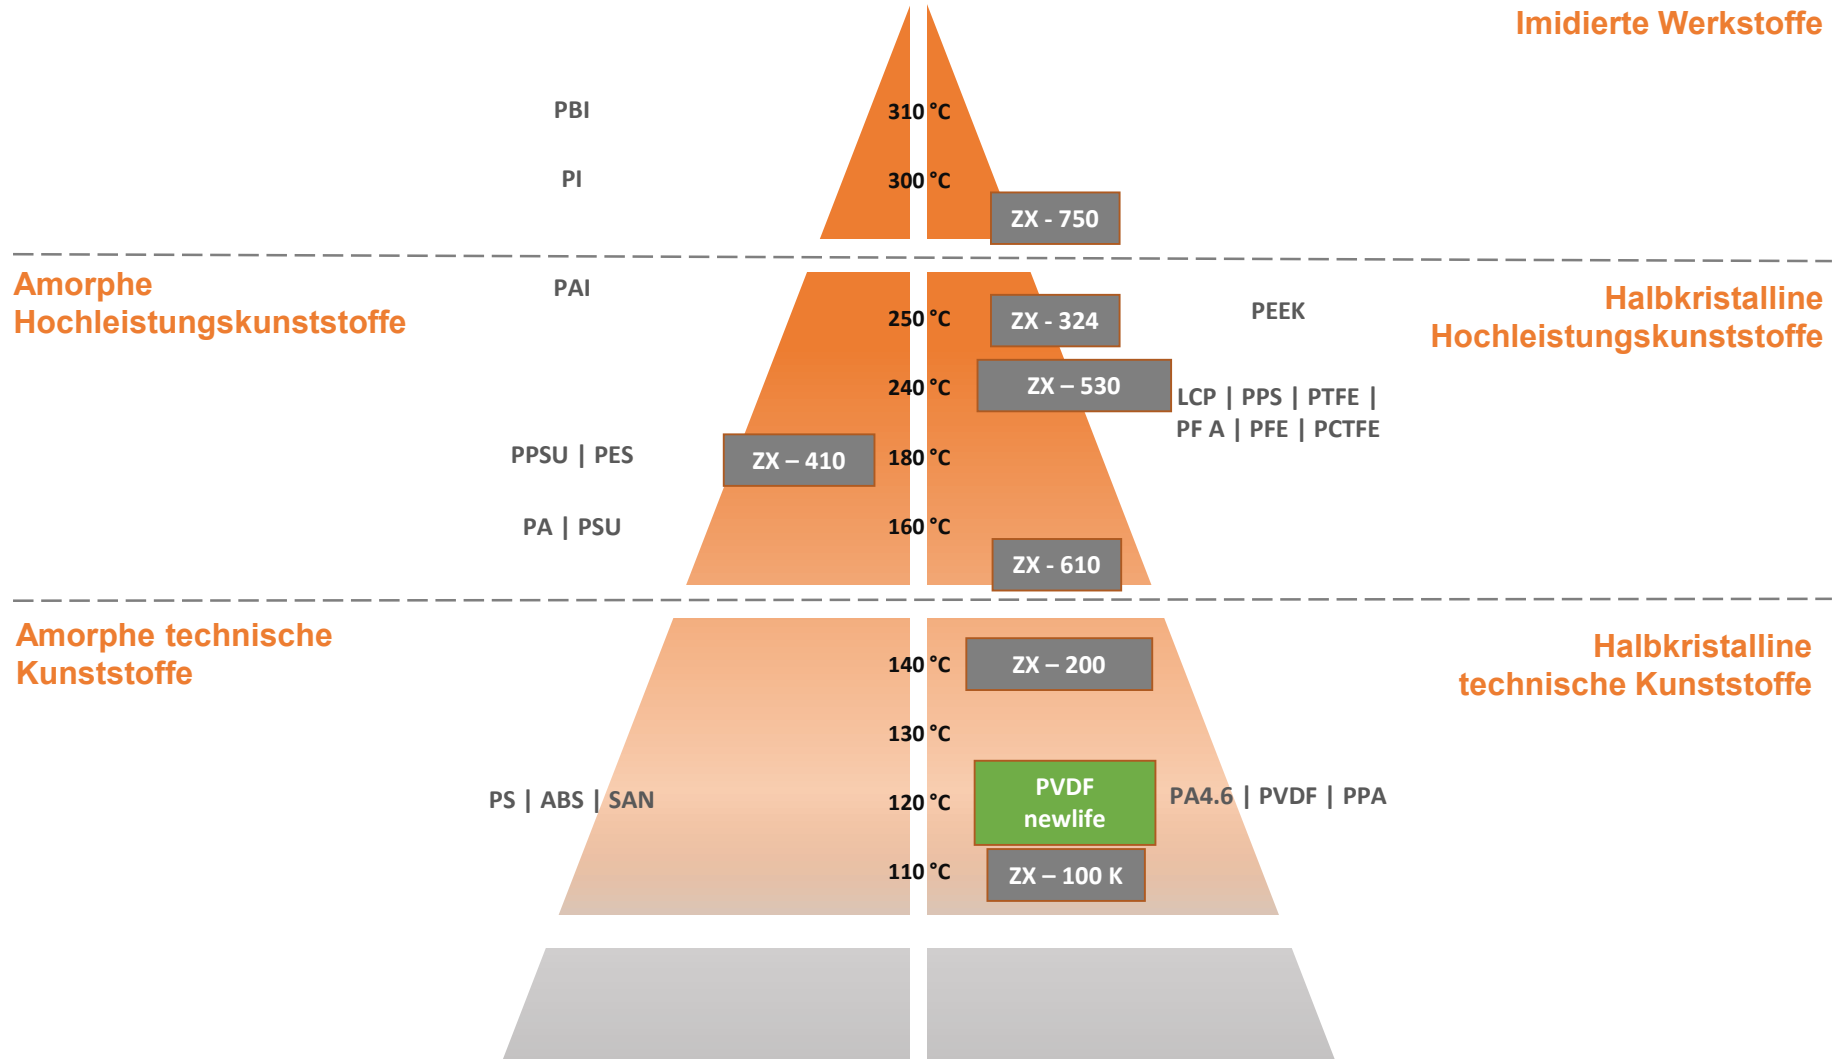 Imidierte Werkstoffe
PBI
310 °C
PI
300 °C
ZX - 750
Amorphe
Hochleistungskunststoffe
PAI
250 °C
ZX - 324
PEEK
Halbkristalline
Hochleistungskunststoffe
240 °C
ZX – 530
LCP | PPS | PTFE |
PF A | PFE | PCTFE
PPSU | PES
ZX – 410
180 °C
PA | PSU
160 °C
ZX - 610
Amorphe technische
Kunststoffe
140 °C
ZX – 200
Halbkristalline
technische Kunststoffe
130 °C
PS | ABS | SAN
120 °C
PVDF
newlife
PA4.6 | PVDF | PPA
110 °C
ZX – 100 K